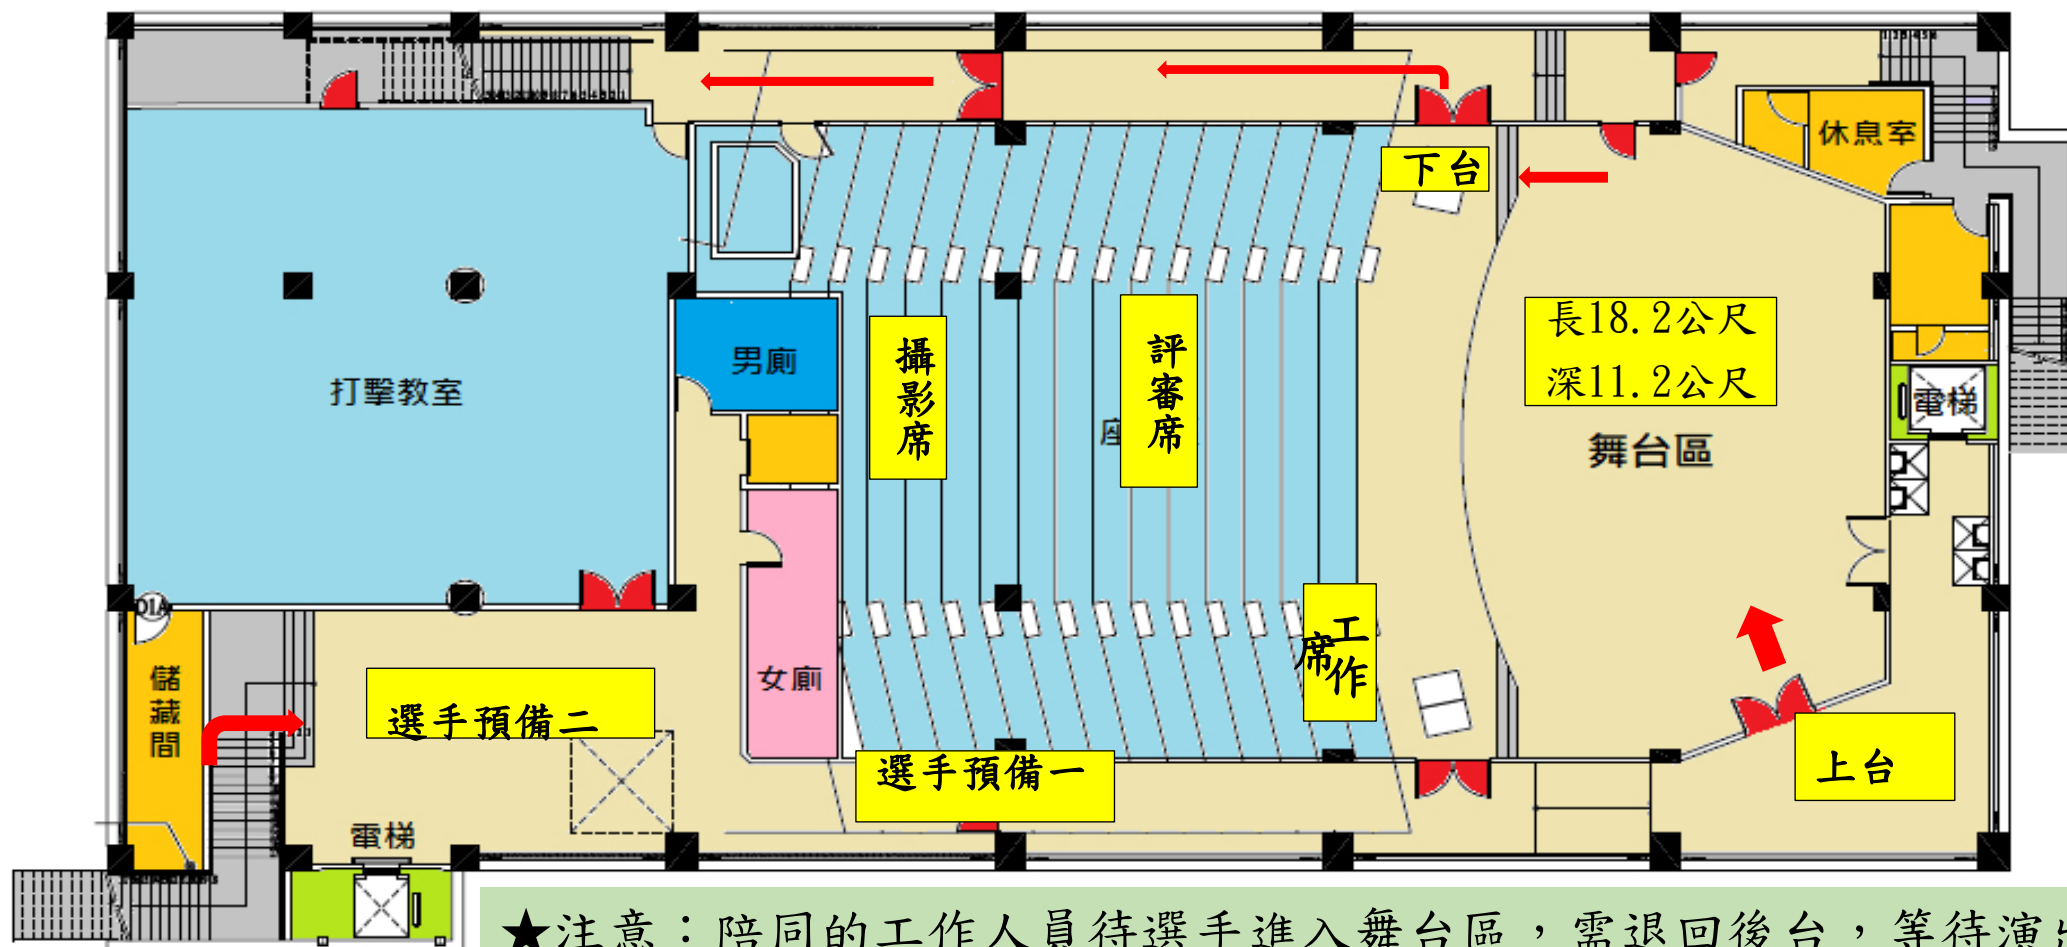 休息室
下台
長18.2公尺
深11.2公尺
舞台區
電梯
評審席
攝影席
男廁
打擊教室
座
工作席
女廁
01A
儲藏間
選手預備二
選手預備一
上台
電梯
★注意：陪同的工作人員待選手進入舞台區，需退回後台，等待演